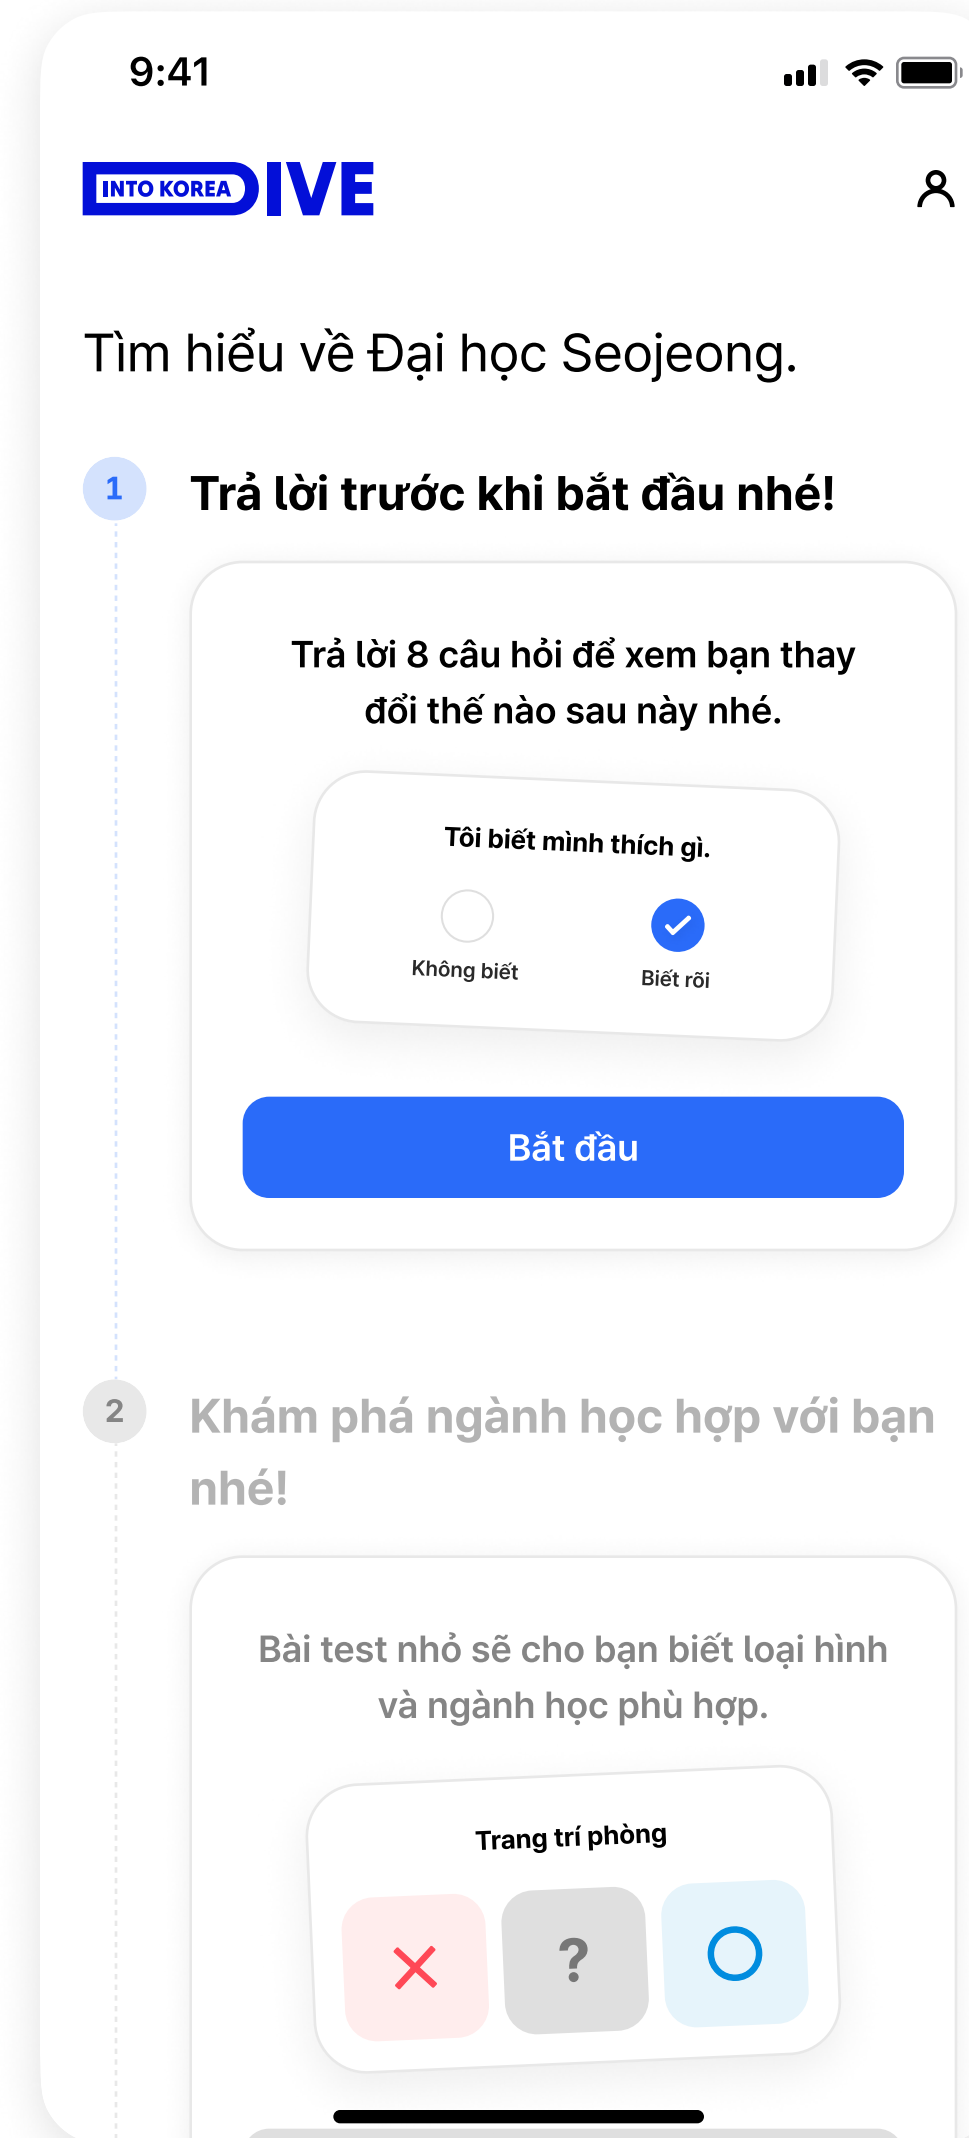 9:41
INTO KOREA DIVE
Tìm hiểu về Đại học Seojeong.
1
Trả lời trước khi bắt đầu nhé!
Trả lời 8 câu hỏi để xem bạn thay
đổi thế nào sau này nhé.
Tôi biết mình thích gì.
Không biết
Biết rõi
Bắt đầu
2
Khám phá ngành học hợp với bạn
nhé!
Bài test nhỏ sẽ cho bạn biết loại hình
và ngành học phù hợp.
Trang trí phòng
?